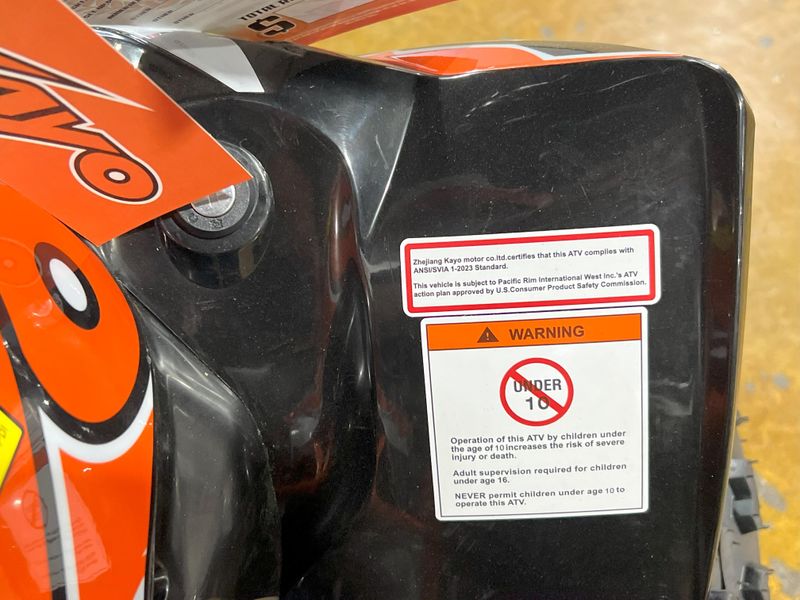 TOTAL
$
AYO
Zhejiang Kayo motor co.ltd.certifies that this ATV complies with
ANSI/SVIA 1-2023 Standard.
This vehicle is subject to Pacific Rim International West Inc.'s ATV
action plan approved by U.S.Consumer Product Safety Commission.
WARNING
UNDER
10
Operation of this ATV by children under
the age of 10 increases the risk of severe
injury or death.
Adult supervision required for children
under age 16.
NEVER permit children under age 10 to
operate this ATV.